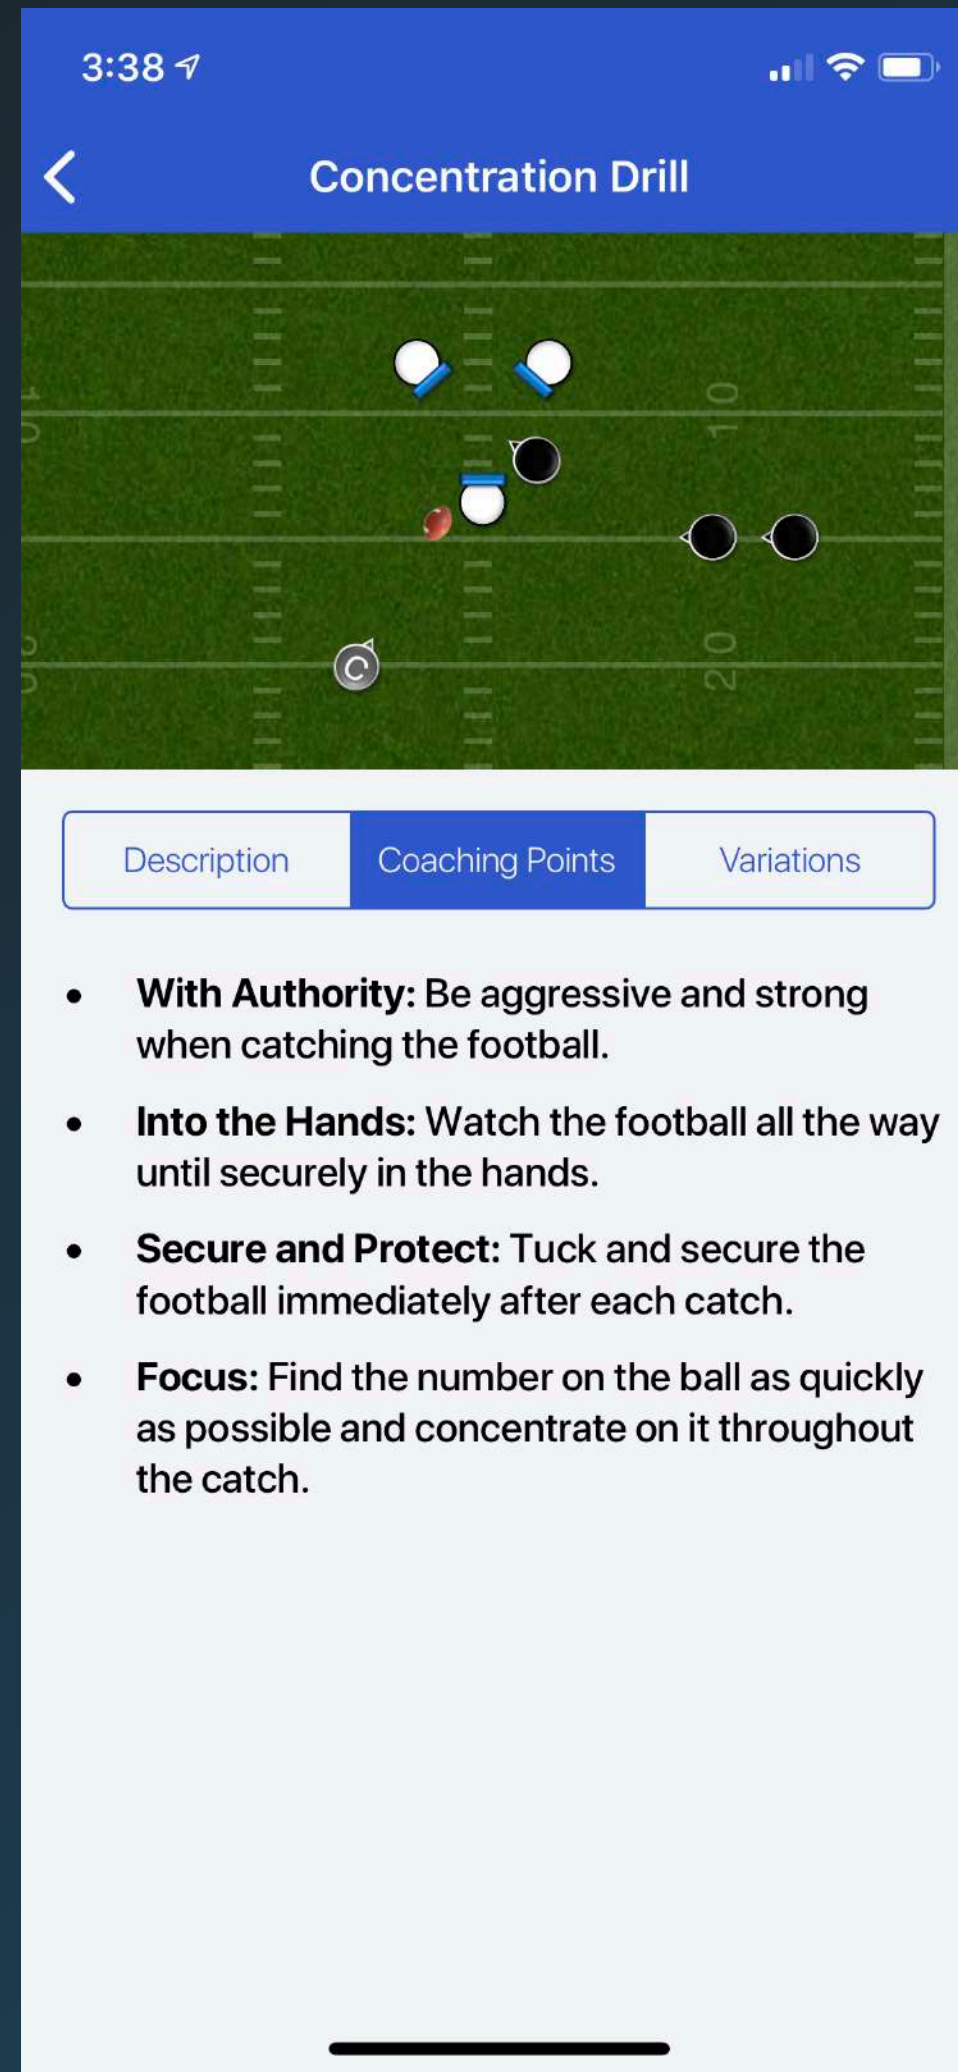 3:38
Concentration Drill
10
10
C
20
20
Description
Coaching Points
Variations
• With Authority: Be aggressive and strong
when catching the football.
• Into the Hands: Watch the football all the way
until securely in the hands.
• Secure and Protect: Tuck and secure the
football immediately after each catch.
• Focus: Find the number on the ball as quickly
as possible and concentrate on it throughout
the catch.